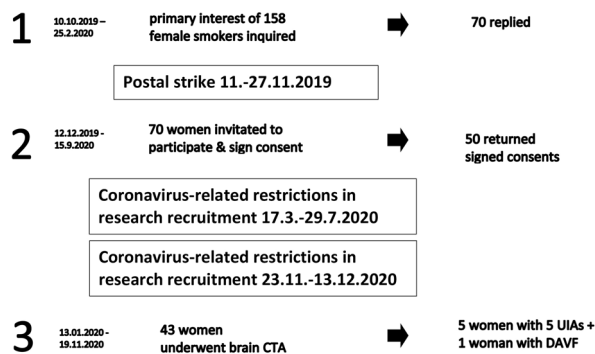 1
10.10.2019 –
25.2.2020
primary interest of 158
female smokers inquired
70 replied
Postal strike 11.-27.11.2019
2
12.12.2019 -
15.9.2020
70 women invitated to
participate & sign consent
50 returned
signed consents
Coronavirus-related restrictions in
research recruitment 17.3.-29.7.2020
Coronavirus-related restrictions in
research recruitment 23.11.-13.12.2020
3
13.01.2020 -
19.11.2020
43 women
underwent brain CTA
5 women with 5 UIAs +
1 woman with DAVF